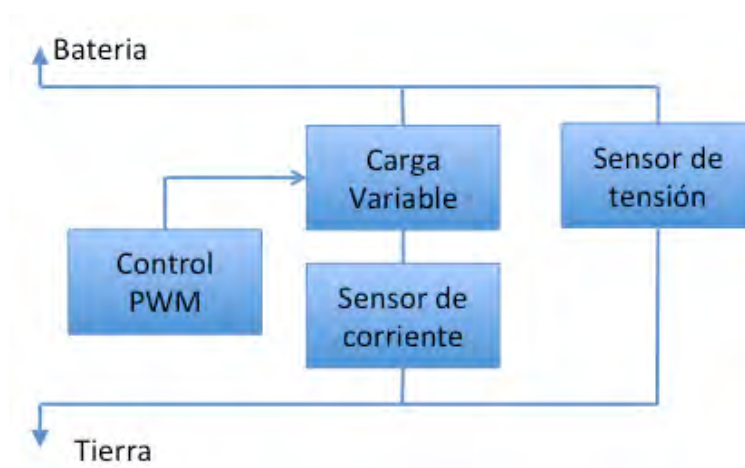 Bateria
Carga
Variable
Sensor de
tensión
Control
PWM
Sensor de
corriente
Tierra